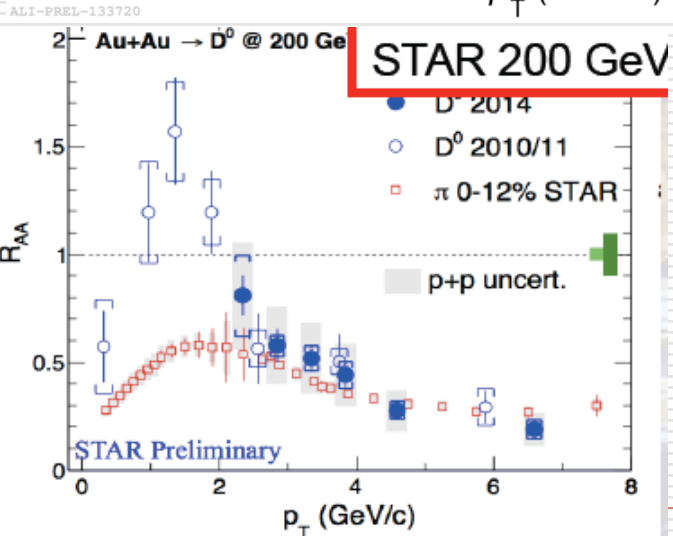 ALI-PREL-133720
p_T (
Au+Au → D⁰ @ 200 Ge
STAR 200 GeV
D⁰ 2014
D⁰ 2010/11
π 0-12% STAR
p+p uncert.
STAR Preliminary
R_AA
2
1.5
1
0.5
0
0 2 4 6 8
p_T (GeV/c)